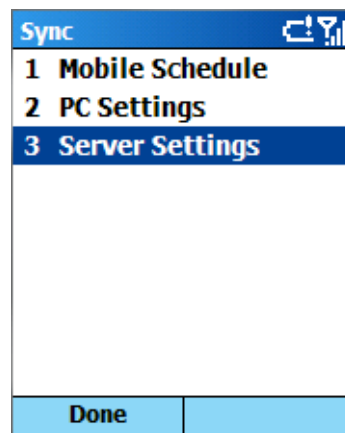 Sync
1 Mobile Schedule
2 PC Settings
3 Server Settings
Done